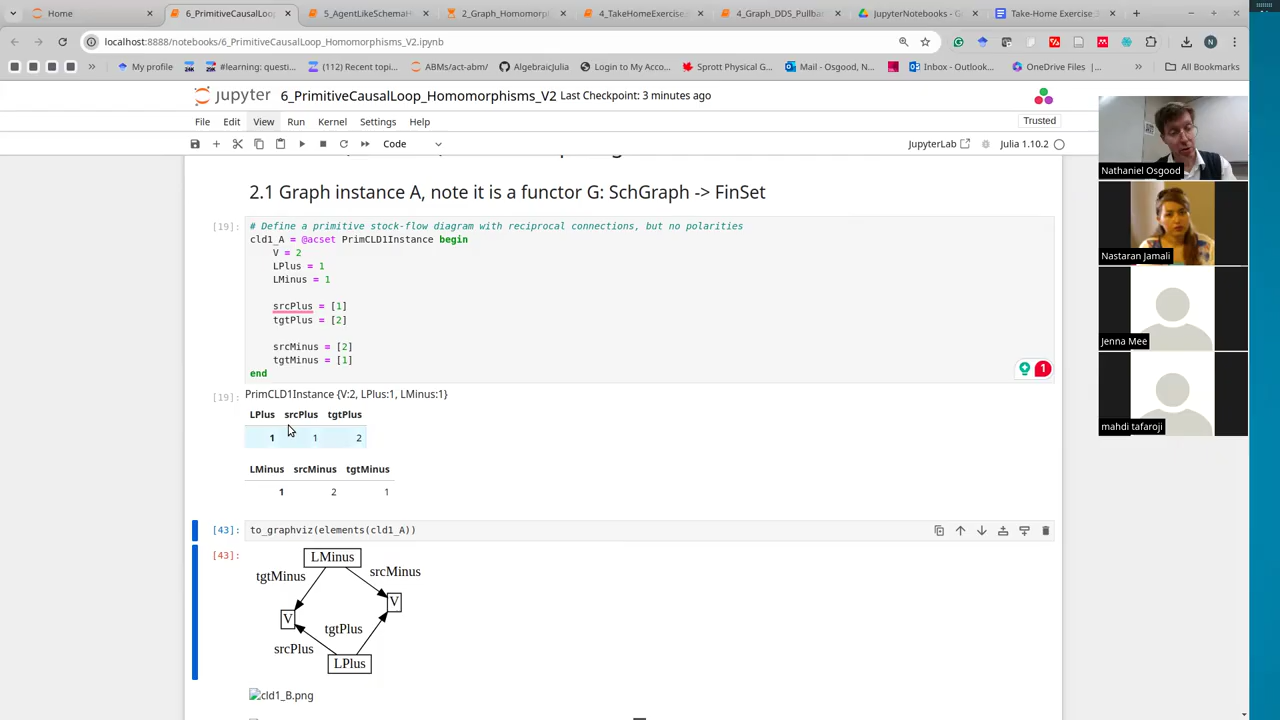 Home
6_PrimitiveCausalLoop
5_AgentLikeSchemaH
2_Graph_Homomorp
4_TakeHomeExercise.
4_Graph_DDS_Pullb
JupyterNotebooks - G
Take-Home Exercise:
localhost:8888/notebooks/6_PrimitiveCausalLoop_Homomorphisms_V2.ipynb
My profile
#learning: questi...
(112) Recent topi...
ABMs/act-abm/
AlgebraicJulia
Login to My Acco...
Sprott Physical G...
Mail - Osgood, N...
Inbox - Outlook...
OneDrive Files |
All Bookmarks
jupyter 6_PrimitiveCausalLoop_Homomorphisms_V2 Last Checkpoint: 3 minutes ago
File Edit View Run Kernel Settings Help
Trusted
Code
JupyterLab
Julia 1.10.2
2.1 Graph instance A, note it is a functor G: SchGraph -> FinSet
[19]:
# Define a primitive stock-flow diagram with reciprocal connections, but no polarities
cld1_A = @acset PrimCLD1Instance begin
V = 2
LPlus = 1
LMinus = 1
srcPlus = [1]
tgtPlus = [2]
srcMinus = [2]
tgtMinus = [1]
end
1
[19]:
PrimCLD1Instance {V:2, LPlus:1, LMinus:1}
LPlus srcPlus tgtPlus
1 1 2
LMinus srcMinus tgtMinus
1 2 1
[43]:
to_graphviz(elements(cld1_A))
[43]:
LMinus
tgtMinus
srcMinus
V
V
tgtPlus
srcPlus
LPlus
cld1_B.png
Nathaniel Osgood
Nastaran Jamali
Jenna Mee
mahdi tafaroji